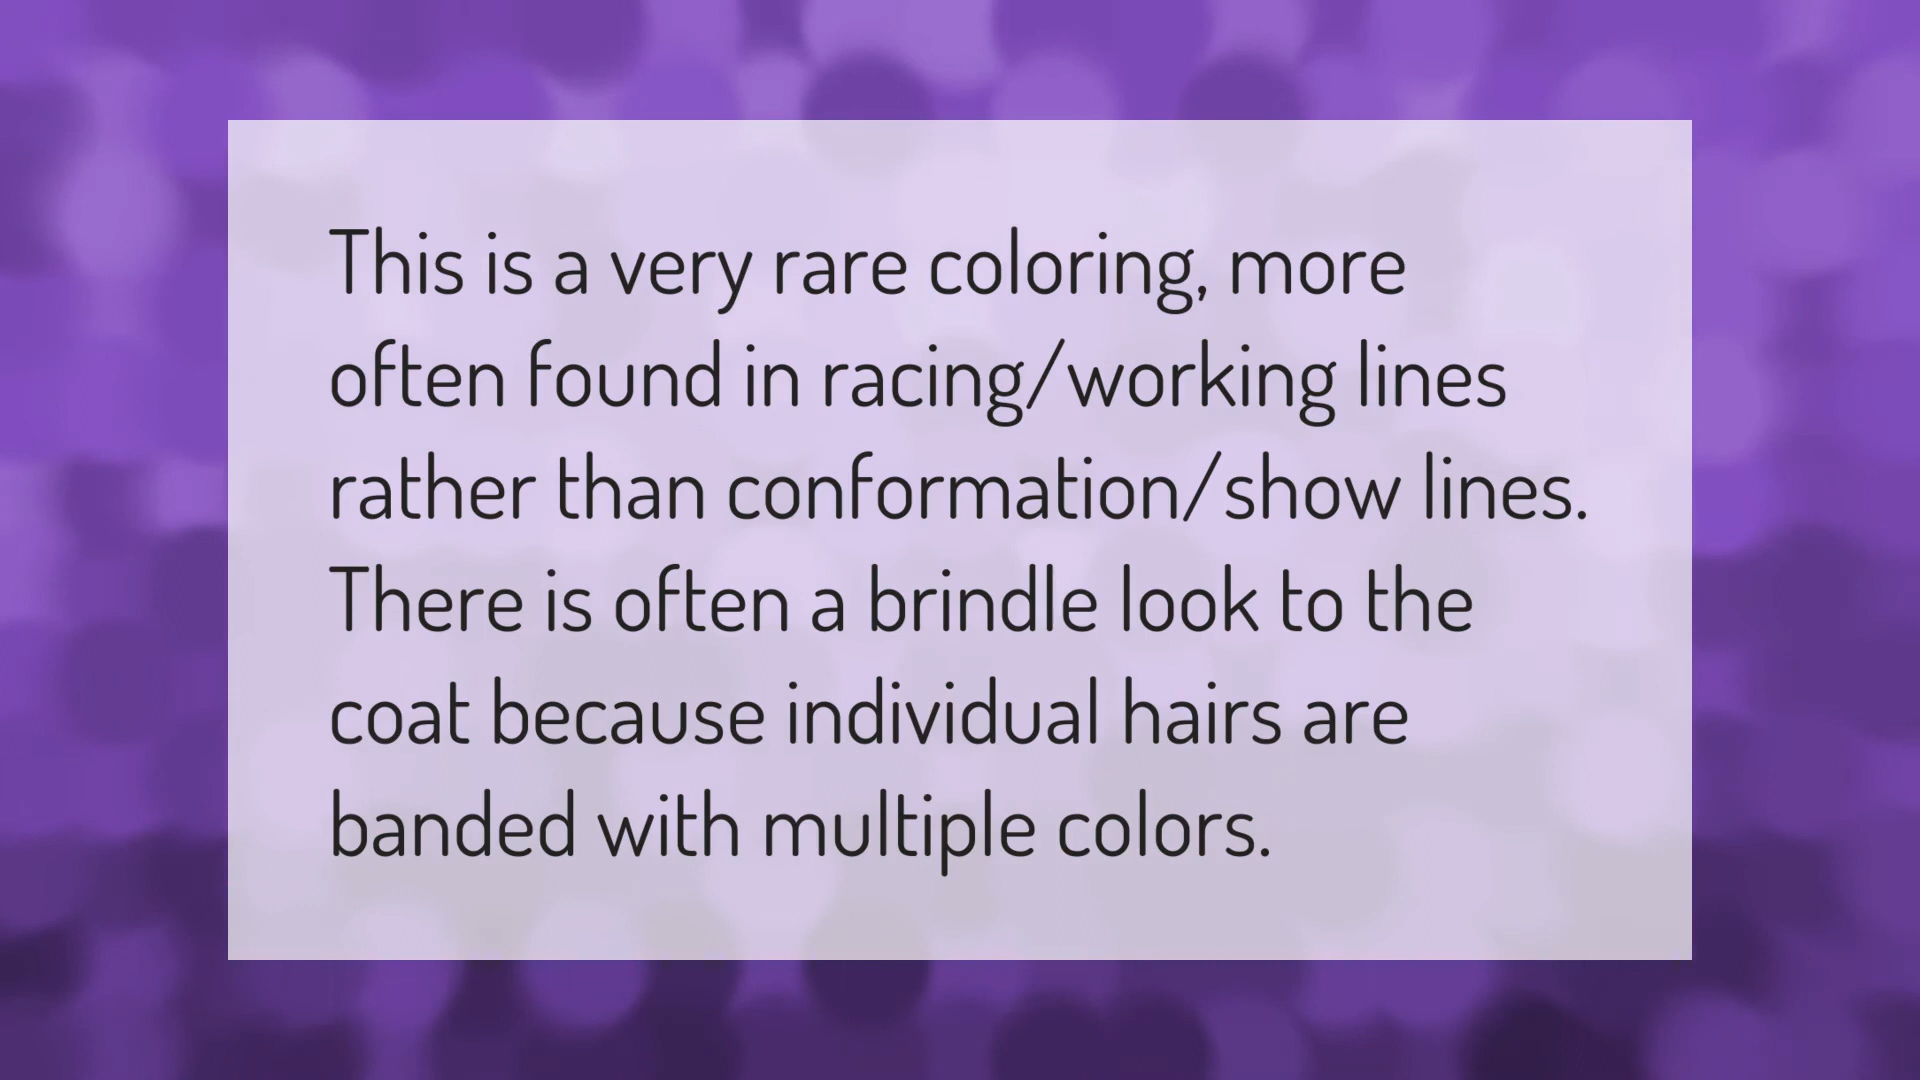 This is a very rare coloring, more
often found in racing/working lines
rather than conformation/show lines.
There is often a brindle look to the
coat because individual hairs are
banded with multiple colors.